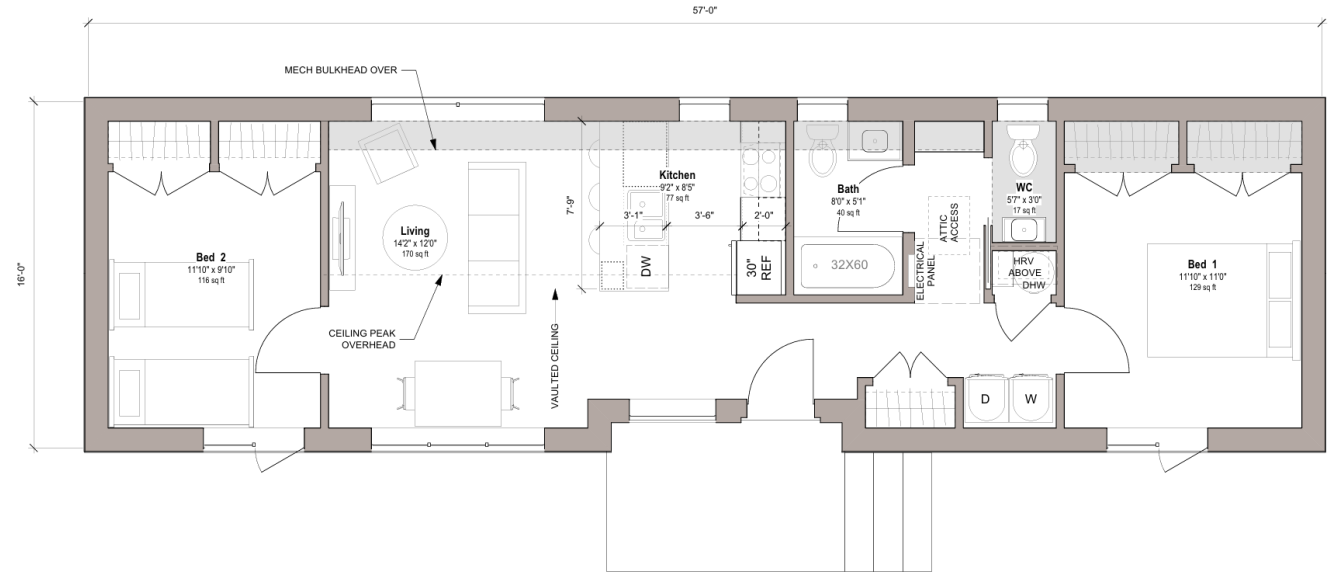 57'-0"
16'-0"
MECH BULKHEAD OVER
Bed 2
11'10" x 9'10"
116 sq ft
Living
14'2" x 12'0"
170 sq ft
CEILING PEAK
OVERHEAD
VAULTED CEILING
7'-9"
Kitchen
9'2" x 8'5"
77 sq ft
3'-1"
3'-6"
2'-0"
DW
30"
REF
Bath
8'0" x 5'1"
40 sq ft
32X60
ELECTRICAL
PANEL
ATTIC
ACCESS
WC
5'7" x 3'0"
17 sq ft
HRV
ABOVE
DHW
D
W
Bed 1
11'10" x 11'0"
129 sq ft